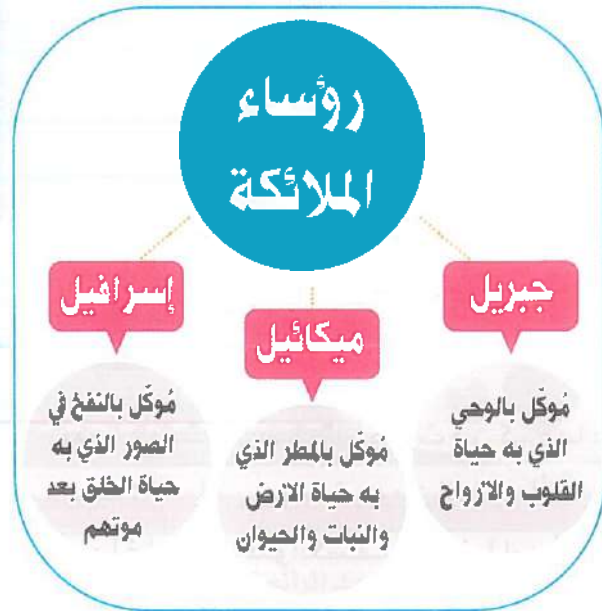 رؤساء
الملائكة
جبريل
مُوكّل بالوحي
الذي به حياة
القلوب والأرواح
ميكائيل
مُوكّل بالمطر الذي
به حياة الأرض
والنبات والحيوان
إسرافيل
مُوكّل بالنفخ في
الصور الذي به
حياة الخلق بعد
موتهم